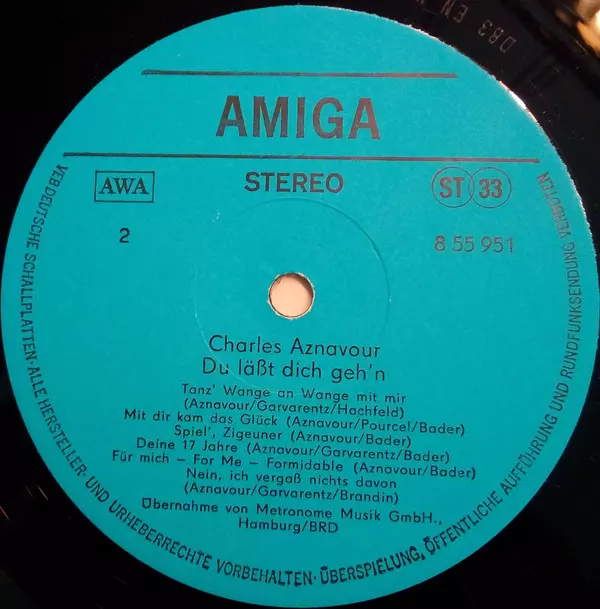 AMIGA
AWA
STEREO
ST 33
2
8 55 951
Charles Aznavour
Du läßt dich geh'n
Tanz' Wange an Wange mit mir
(Aznavour/Garvarentz/Hachfeld)
Mit dir kam das Glück (Aznavour/Pource!/Bader)
Spiel', Zigeuner (Aznavour/Bader)
Deine 17 Jahre (Aznavour/Garvarentz/Bader)
Für mich – For Me – Formidable (Aznavour/Bader)
Nein, ich vergaß nichts davon
(Aznavour/Garvarentz/Brandin)
Übernahme von Metronome Musik GmbH.,
Hamburg/BRD
VEB DEUTSCHE SCHALLPLATTEN · ALLE HERSTELLER- UND URHEBERRECHTE VORBEHALTEN · ÜBERSPIELUNG, ÖFFENTLICHE AUFFÜHRUNG UND RUNDFUNKSENDUNG VERBOTEN